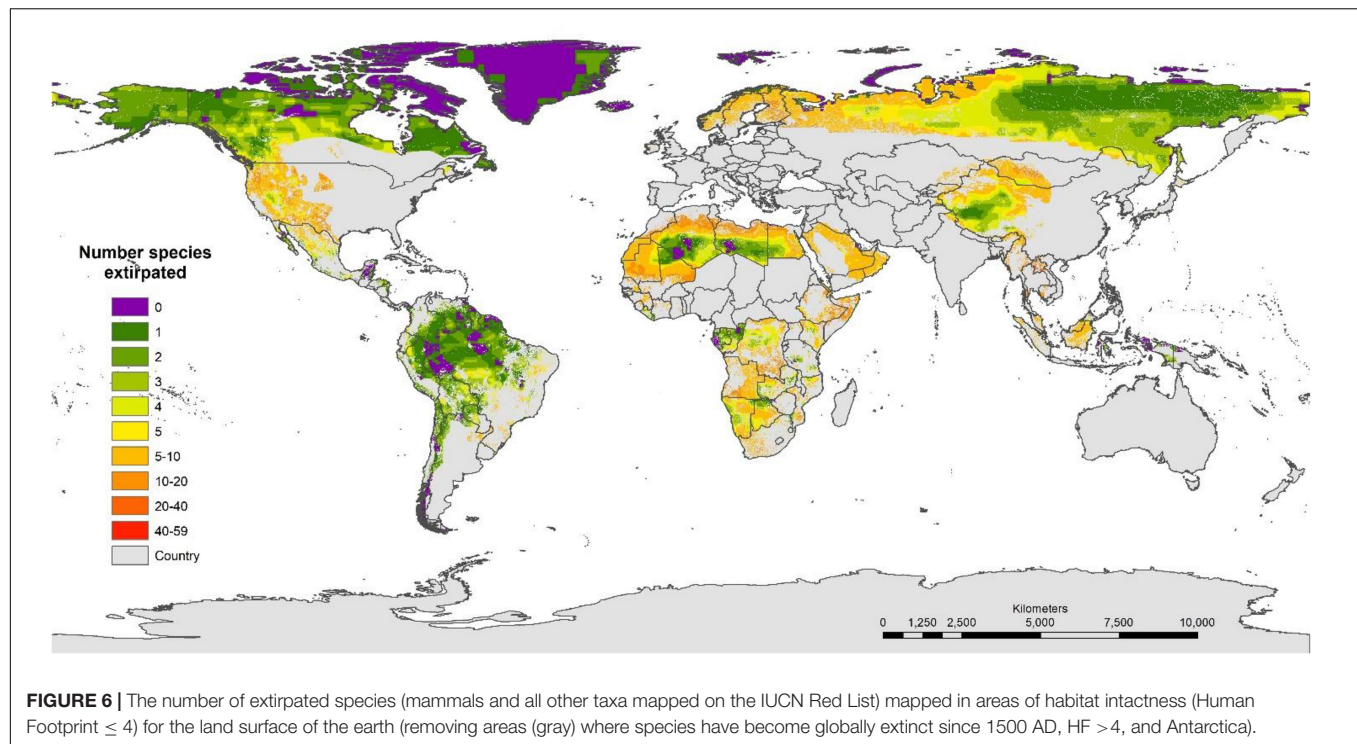 Number species
extirpated
0
1
2
3
4
5
5-10
10-20
20-40
40-59
Country
Kilometers
0 1,250 2,500 5,000 7,500 10,000
FIGURE 6 | The number of extirpated species (mammals and all other taxa mapped on the IUCN Red List) mapped in areas of habitat intactness (Human
Footprint ≤ 4) for the land surface of the earth (removing areas (gray) where species have become globally extinct since 1500 AD, HF >4, and Antarctica).